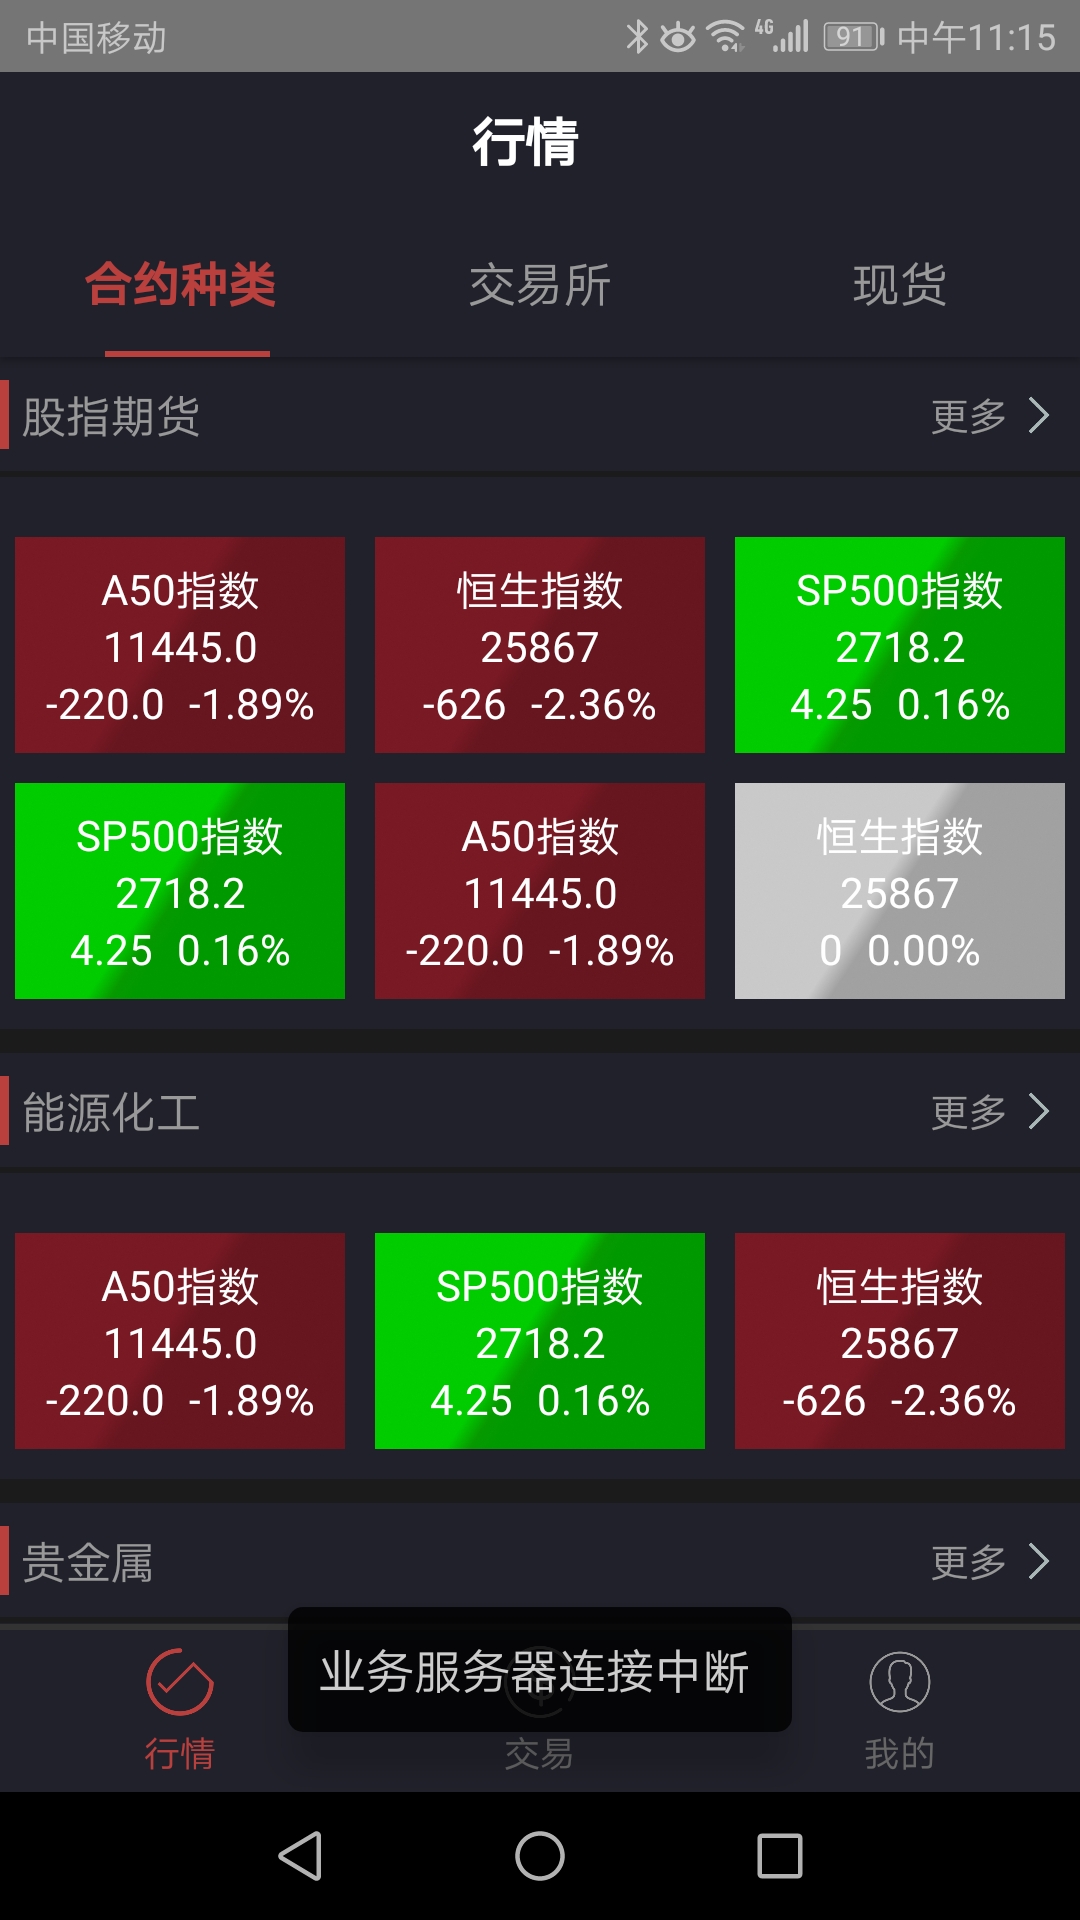 中国移动 4G 91 中午11:15
行情
合约种类 交易所 现货
股指期货 更多
A50指数 恒生指数 SP500指数
11445.0 25867 2718.2
-220.0 -1.89% -626 -2.36% 4.25 0.16%
SP500指数 A50指数 恒生指数
2718.2 11445.0 25867
4.25 0.16% -220.0 -1.89% 0 0.00%
能源化工 更多
A50指数 SP500指数 恒生指数
11445.0 2718.2 25867
-220.0 -1.89% 4.25 0.16% -626 -2.36%
贵金属 更多
业务服务器连接中断
行情 交易 我的